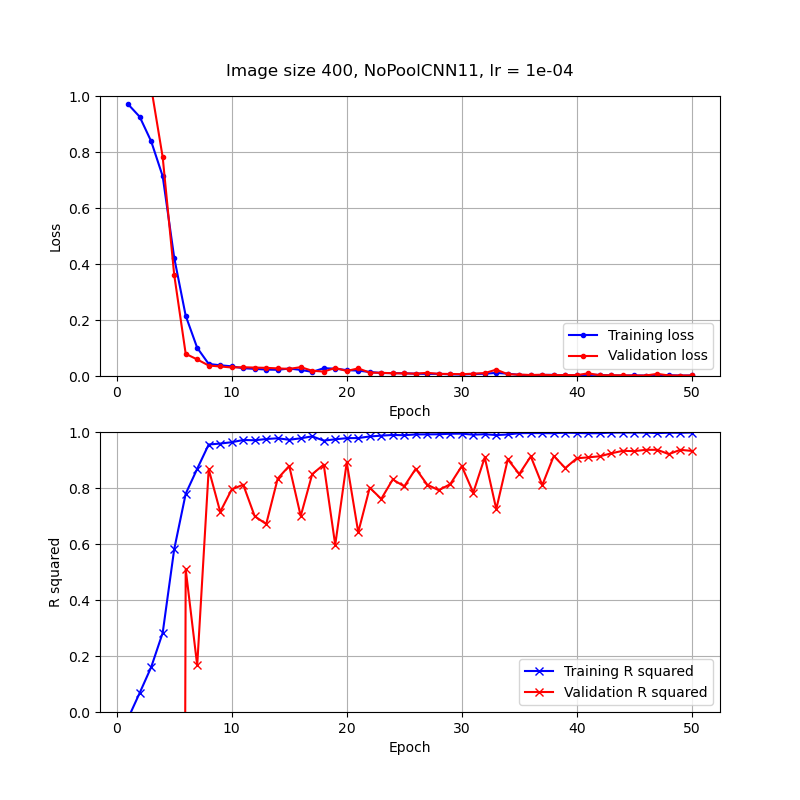 Image size 400, NoPoolCNN11, lr = 1e-04
1.0
0.8
0.6
0.4
0.2
0.0
Loss
Training loss
Validation loss
0 10 20 30 40 50
Epoch
1.0
0.8
0.6
0.4
0.2
0.0
R squared
Training R squared
Validation R squared
0 10 20 30 40 50
Epoch